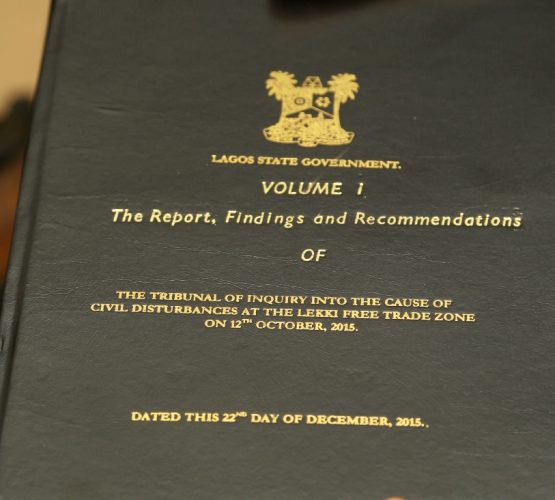 LAGOS STATE GOVERNMENT.
VOLUME 1
The Report, Findings and Recommendations
OF
THE TRIBUNAL OF INQUIRY INTO THE CAUSE OF
CIVIL DISTURBANCES AT THE LEKKI FREE TRADE ZONE
ON 12TH OCTOBER, 2015.
DATED THIS 22ND DAY OF DECEMBER, 2015..